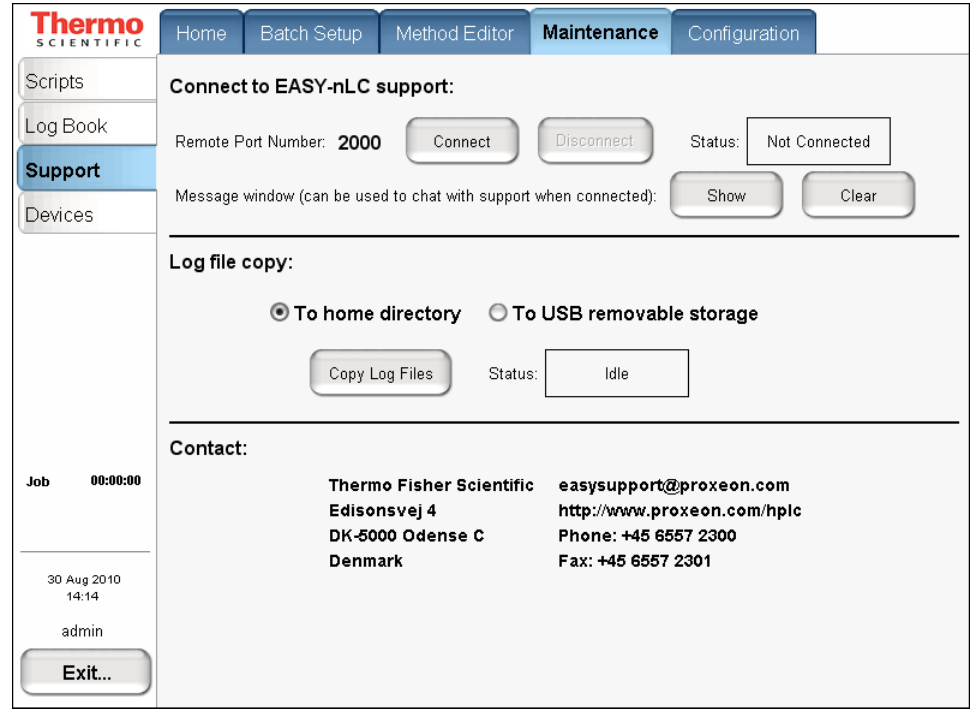 Thermo
SCIENTIFIC
Home Batch Setup Method Editor Maintenance Configuration
Scripts
Log Book
Support
Devices
Connect to EASY-nLC support:
Remote Port Number: 2000 Connect Disconnect Status: Not Connected
Message window (can be used to chat with support when connected): Show Clear
Log file copy:
To home directory To USB removable storage
Copy Log Files Status: Idle
Contact:
Thermo Fisher Scientific easysupport@proxeon.com
Edisonsvej 4 http://www.proxeon.com/hplc
DK-5000 Odense C Phone: +45 6557 2300
Denmark Fax: +45 6557 2301
Job 00:00:00
30 Aug 2010
14:14
admin
Exit...